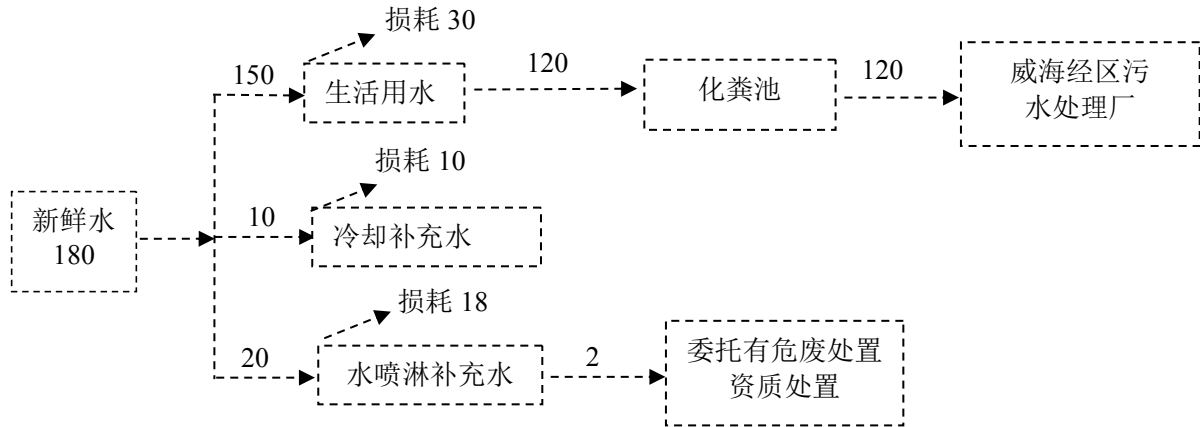 损耗 30
150
生活用水
120
化粪池
120
威海经区污
水处理厂
损耗 10
新鲜水
180
10
冷却补充水
损耗 18
20
水喷淋补充水
2
委托有危废处置
资质处置